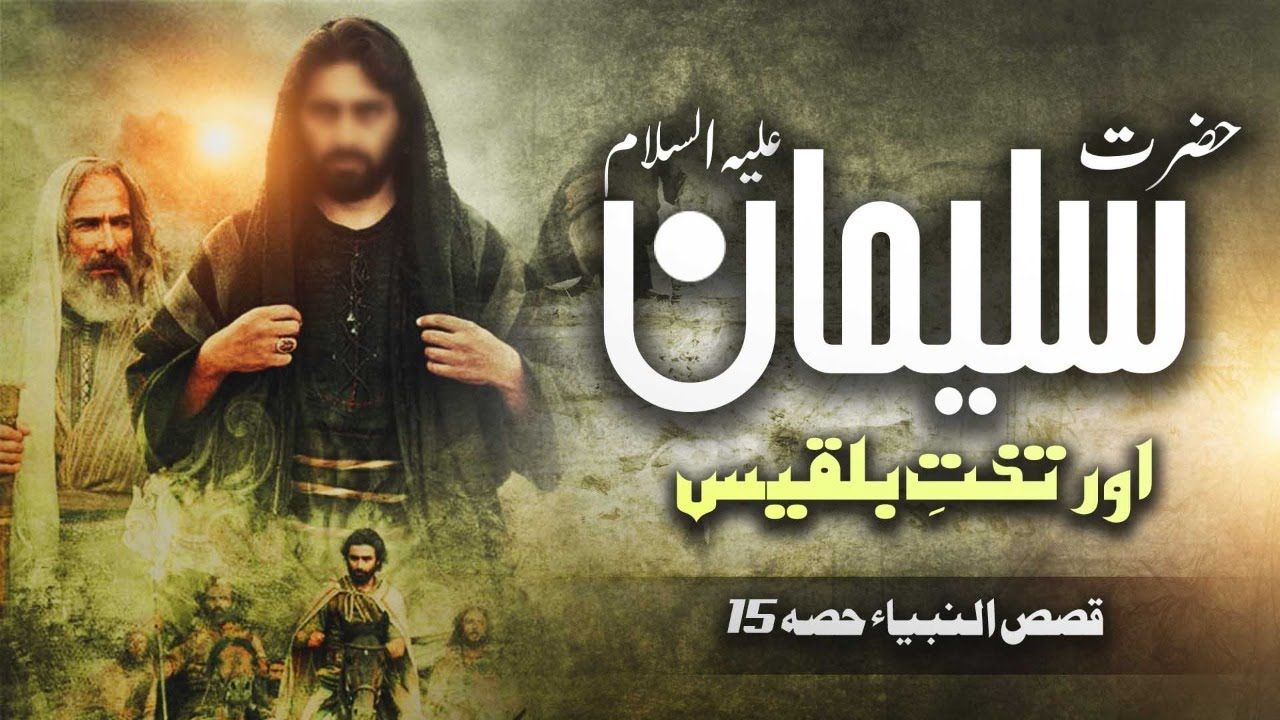 حضرت سلیمان علیہ السلام
اور تختِ بلقیس
قصص النبیاء حصہ 15